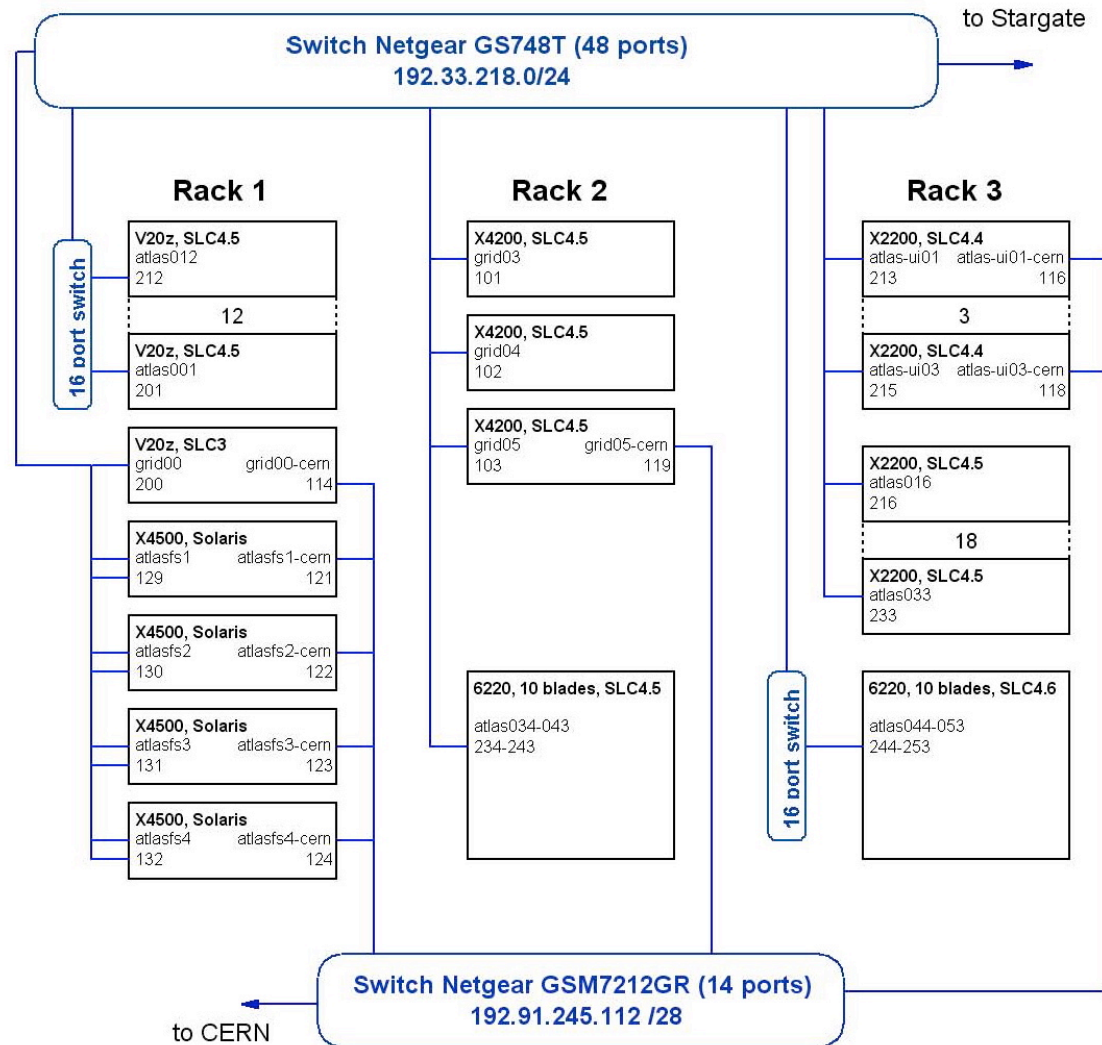 to Stargate
Switch Netgear GS748T (48 ports)
192.33.218.0/24
Rack 1
16 port switch
V20z, SLC4.5
atlas012
212
12
V20z, SLC4.5
atlas001
201
V20z, SLC3
grid00 grid00-cern
200 114
X4500, Solaris
atlasfs1 atlasfs1-cern
129 121
X4500, Solaris
atlasfs2 atlasfs2-cern
130 122
X4500, Solaris
atlasfs3 atlasfs3-cern
131 123
X4500, Solaris
atlasfs4 atlasfs4-cern
132 124
Rack 2
X4200, SLC4.5
grid03
101
X4200, SLC4.5
grid04
102
X4200, SLC4.5
grid05 grid05-cern
103 119
6220, 10 blades, SLC4.5
atlas034-043
234-243
Rack 3
X2200, SLC4.4
atlas-ui01 atlas-ui01-cern
213 116
3
X2200, SLC4.4
atlas-ui03 atlas-ui03-cern
215 118
X2200, SLC4.5
atlas016
216
18
X2200, SLC4.5
atlas033
233
16 port switch
6220, 10 blades, SLC4.6
atlas044-053
244-253
Switch Netgear GSM7212GR (14 ports)
192.91.245.112 /28
to CERN